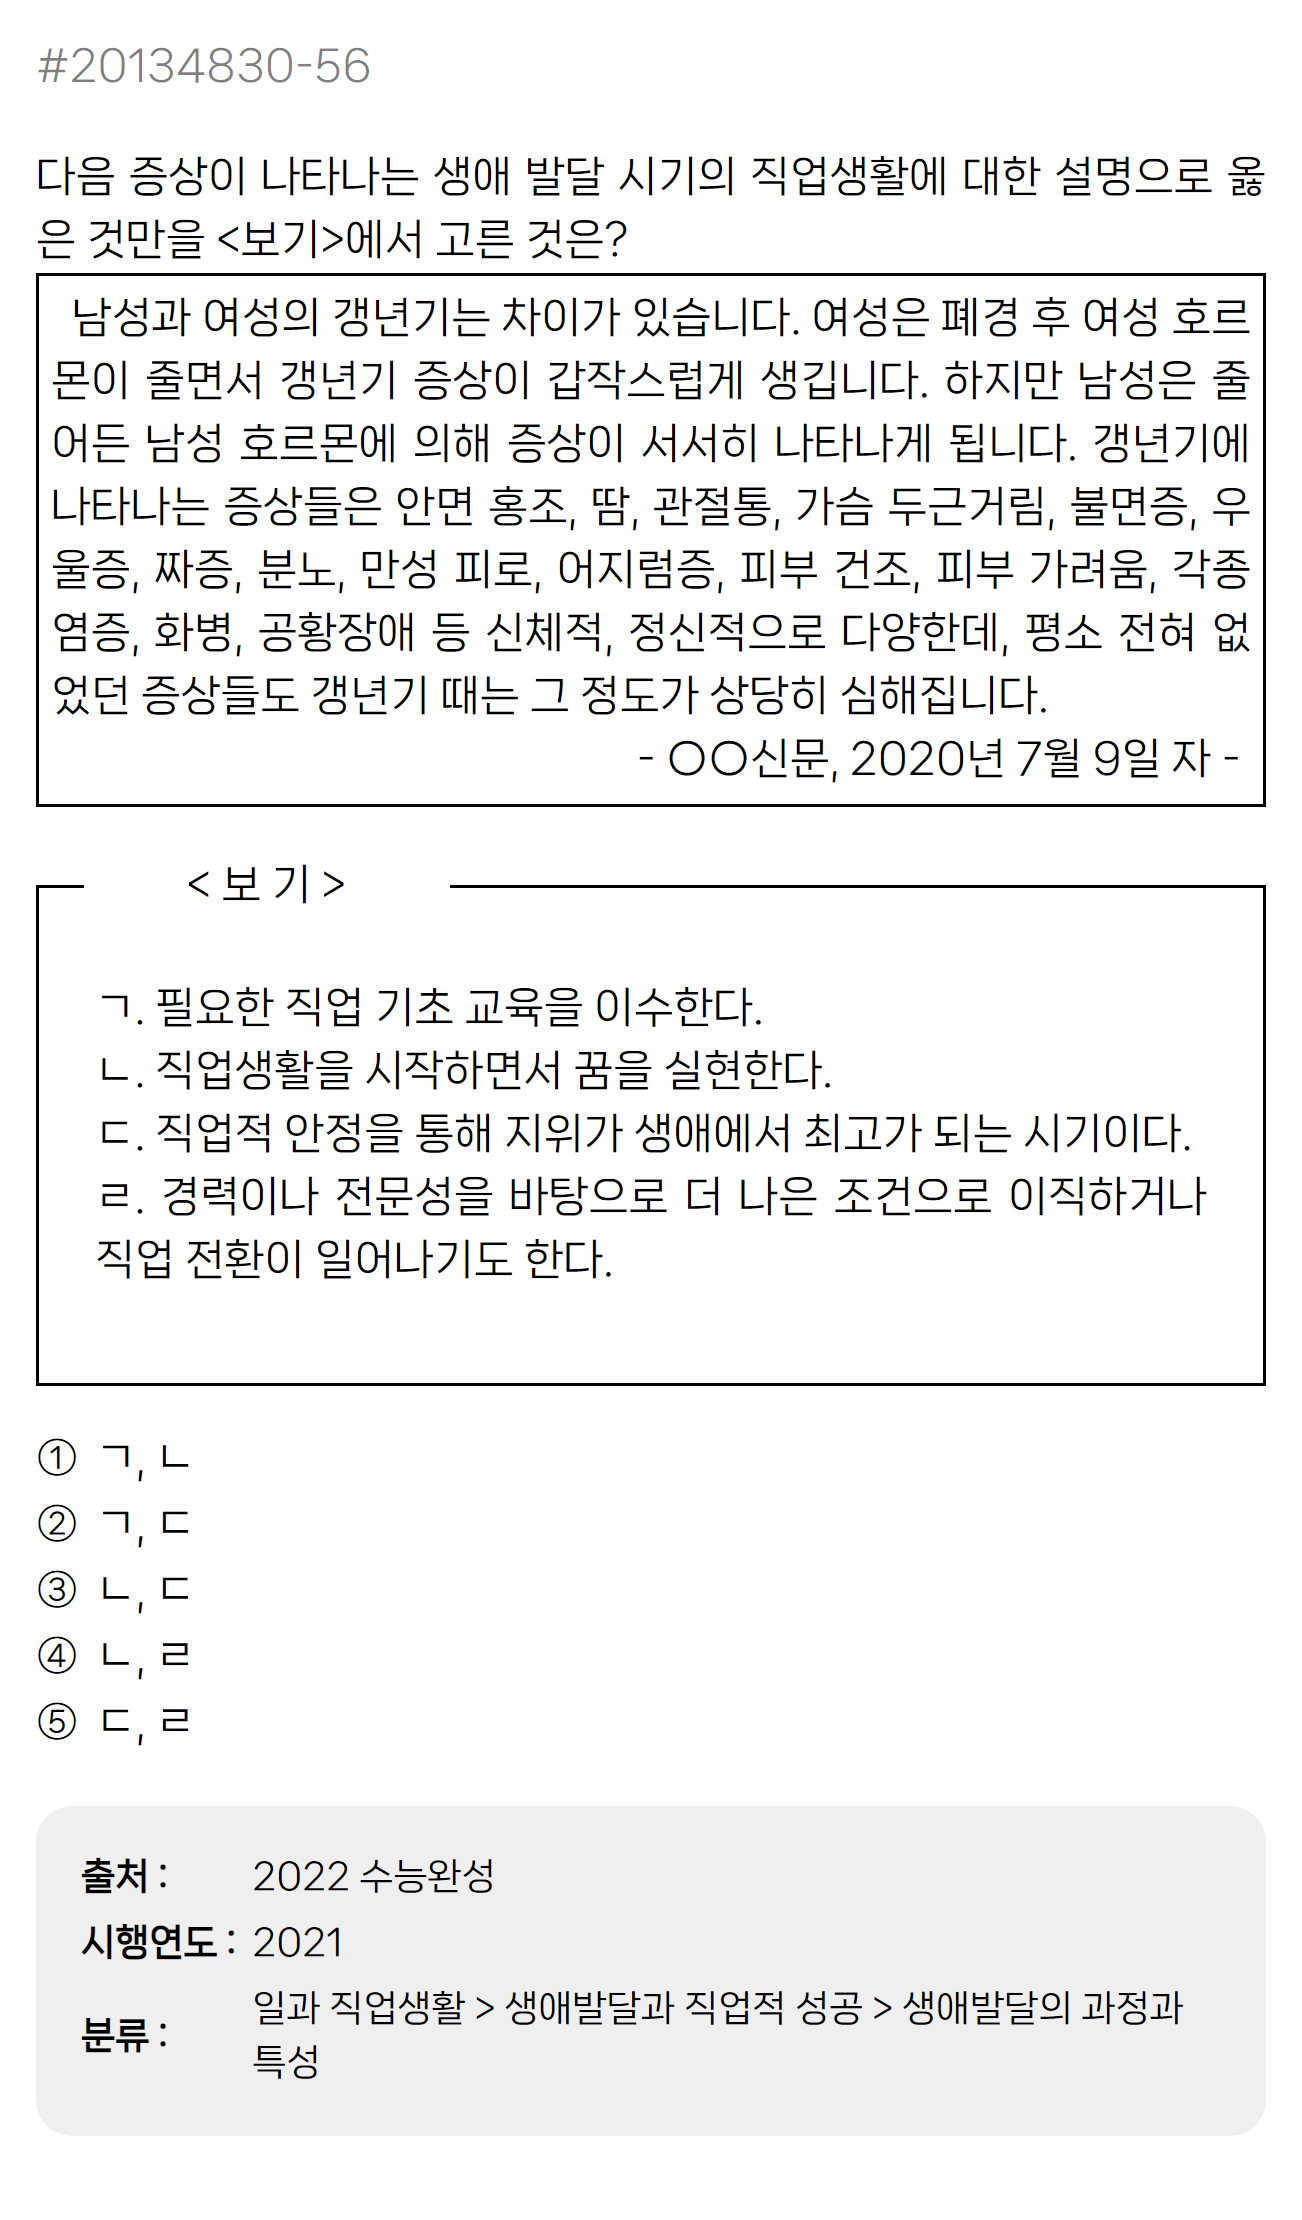 #20134830-56
다음 증상이 나타나는 생애 발달 시기의 직업생활에 대한 설명으로 옳
은 것만을 <보기>에서 고른 것은?
남성과 여성의 갱년기는 차이가 있습니다. 여성은 폐경 후 여성 호르
몬이 줄면서 갱년기 증상이 갑작스럽게 생깁니다. 하지만 남성은 줄
어든 남성 호르몬에 의해 증상이 서서히 나타나게 됩니다. 갱년기에
나타나는 증상들은 안면 홍조, 땀, 관절통, 가슴 두근거림, 불면증, 우
울증, 짜증, 분노, 만성 피로, 어지럼증, 피부 건조, 피부 가려움, 각종
염증, 화병, 공황장애 등 신체적, 정신적으로 다양한데, 평소 전혀 없
었던 증상들도 갱년기 때는 그 정도가 상당히 심해집니다.
- ○○신문, 2020년 7월 9일 자 -
< 보 기 >
ㄱ. 필요한 직업 기초 교육을 이수한다.
ㄴ. 직업생활을 시작하면서 꿈을 실현한다.
ㄷ. 직업적 안정을 통해 지위가 생애에서 최고가 되는 시기이다.
ㄹ. 경력이나 전문성을 바탕으로 더 나은 조건으로 이직하거나
직업 전환이 일어나기도 한다.
① ㄱ, ㄴ
② ㄱ, ㄷ
③ ㄴ, ㄷ
④ ㄴ, ㄹ
⑤ ㄷ, ㄹ
출처 : 2022 수능완성
시행연도 : 2021
분류 : 일과 직업생활 > 생애발달과 직업적 성공 > 생애발달의 과정과
특성